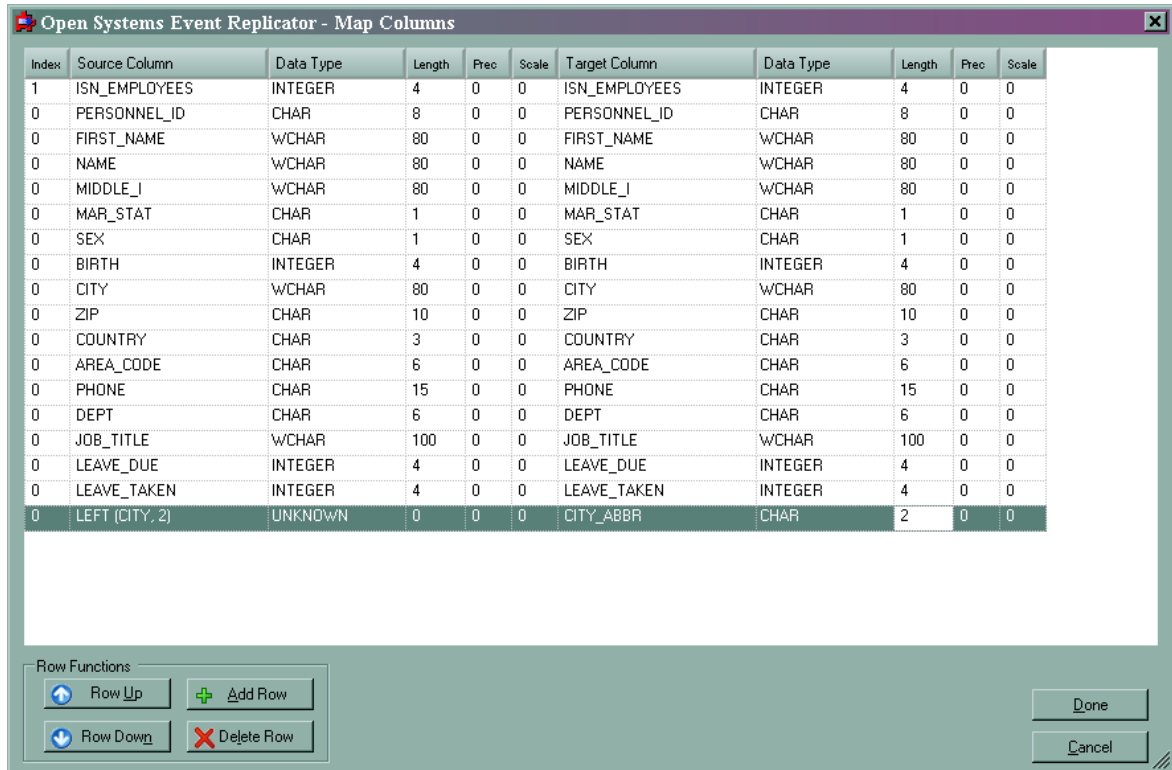 Open Systems Event Replicator - Map Columns
Index Source Column Data Type Length Prec Scale Target Column Data Type Length Prec Scale
1 ISN_EMPLOYEES INTEGER 4 0 0 ISN_EMPLOYEES INTEGER 4 0 0
0 PERSONNEL_ID CHAR 8 0 0 PERSONNEL_ID CHAR 8 0 0
0 FIRST_NAME WCHAR 80 0 0 FIRST_NAME WCHAR 80 0 0
0 NAME WCHAR 80 0 0 NAME WCHAR 80 0 0
0 MIDDLE_I WCHAR 80 0 0 MIDDLE_I WCHAR 80 0 0
0 MAR_STAT CHAR 1 0 0 MAR_STAT CHAR 1 0 0
0 SEX CHAR 1 0 0 SEX CHAR 1 0 0
0 BIRTH INTEGER 4 0 0 BIRTH INTEGER 4 0 0
0 CITY WCHAR 80 0 0 CITY WCHAR 80 0 0
0 ZIP CHAR 10 0 0 ZIP CHAR 10 0 0
0 COUNTRY CHAR 3 0 0 COUNTRY CHAR 3 0 0
0 AREA_CODE CHAR 6 0 0 AREA_CODE CHAR 6 0 0
0 PHONE CHAR 15 0 0 PHONE CHAR 15 0 0
0 DEPT CHAR 6 0 0 DEPT CHAR 6 0 0
0 JOB_TITLE WCHAR 100 0 0 JOB_TITLE WCHAR 100 0 0
0 LEAVE_DUE INTEGER 4 0 0 LEAVE_DUE INTEGER 4 0 0
0 LEAVE_TAKEN INTEGER 4 0 0 LEAVE_TAKEN INTEGER 4 0 0
0 LEFT (CITY, 2) UNKNOWN 0 0 0 CITY_ABBR CHAR 2 0 0
Row Functions
Row Up Add Row
Row Down Delete Row
Done
Cancel